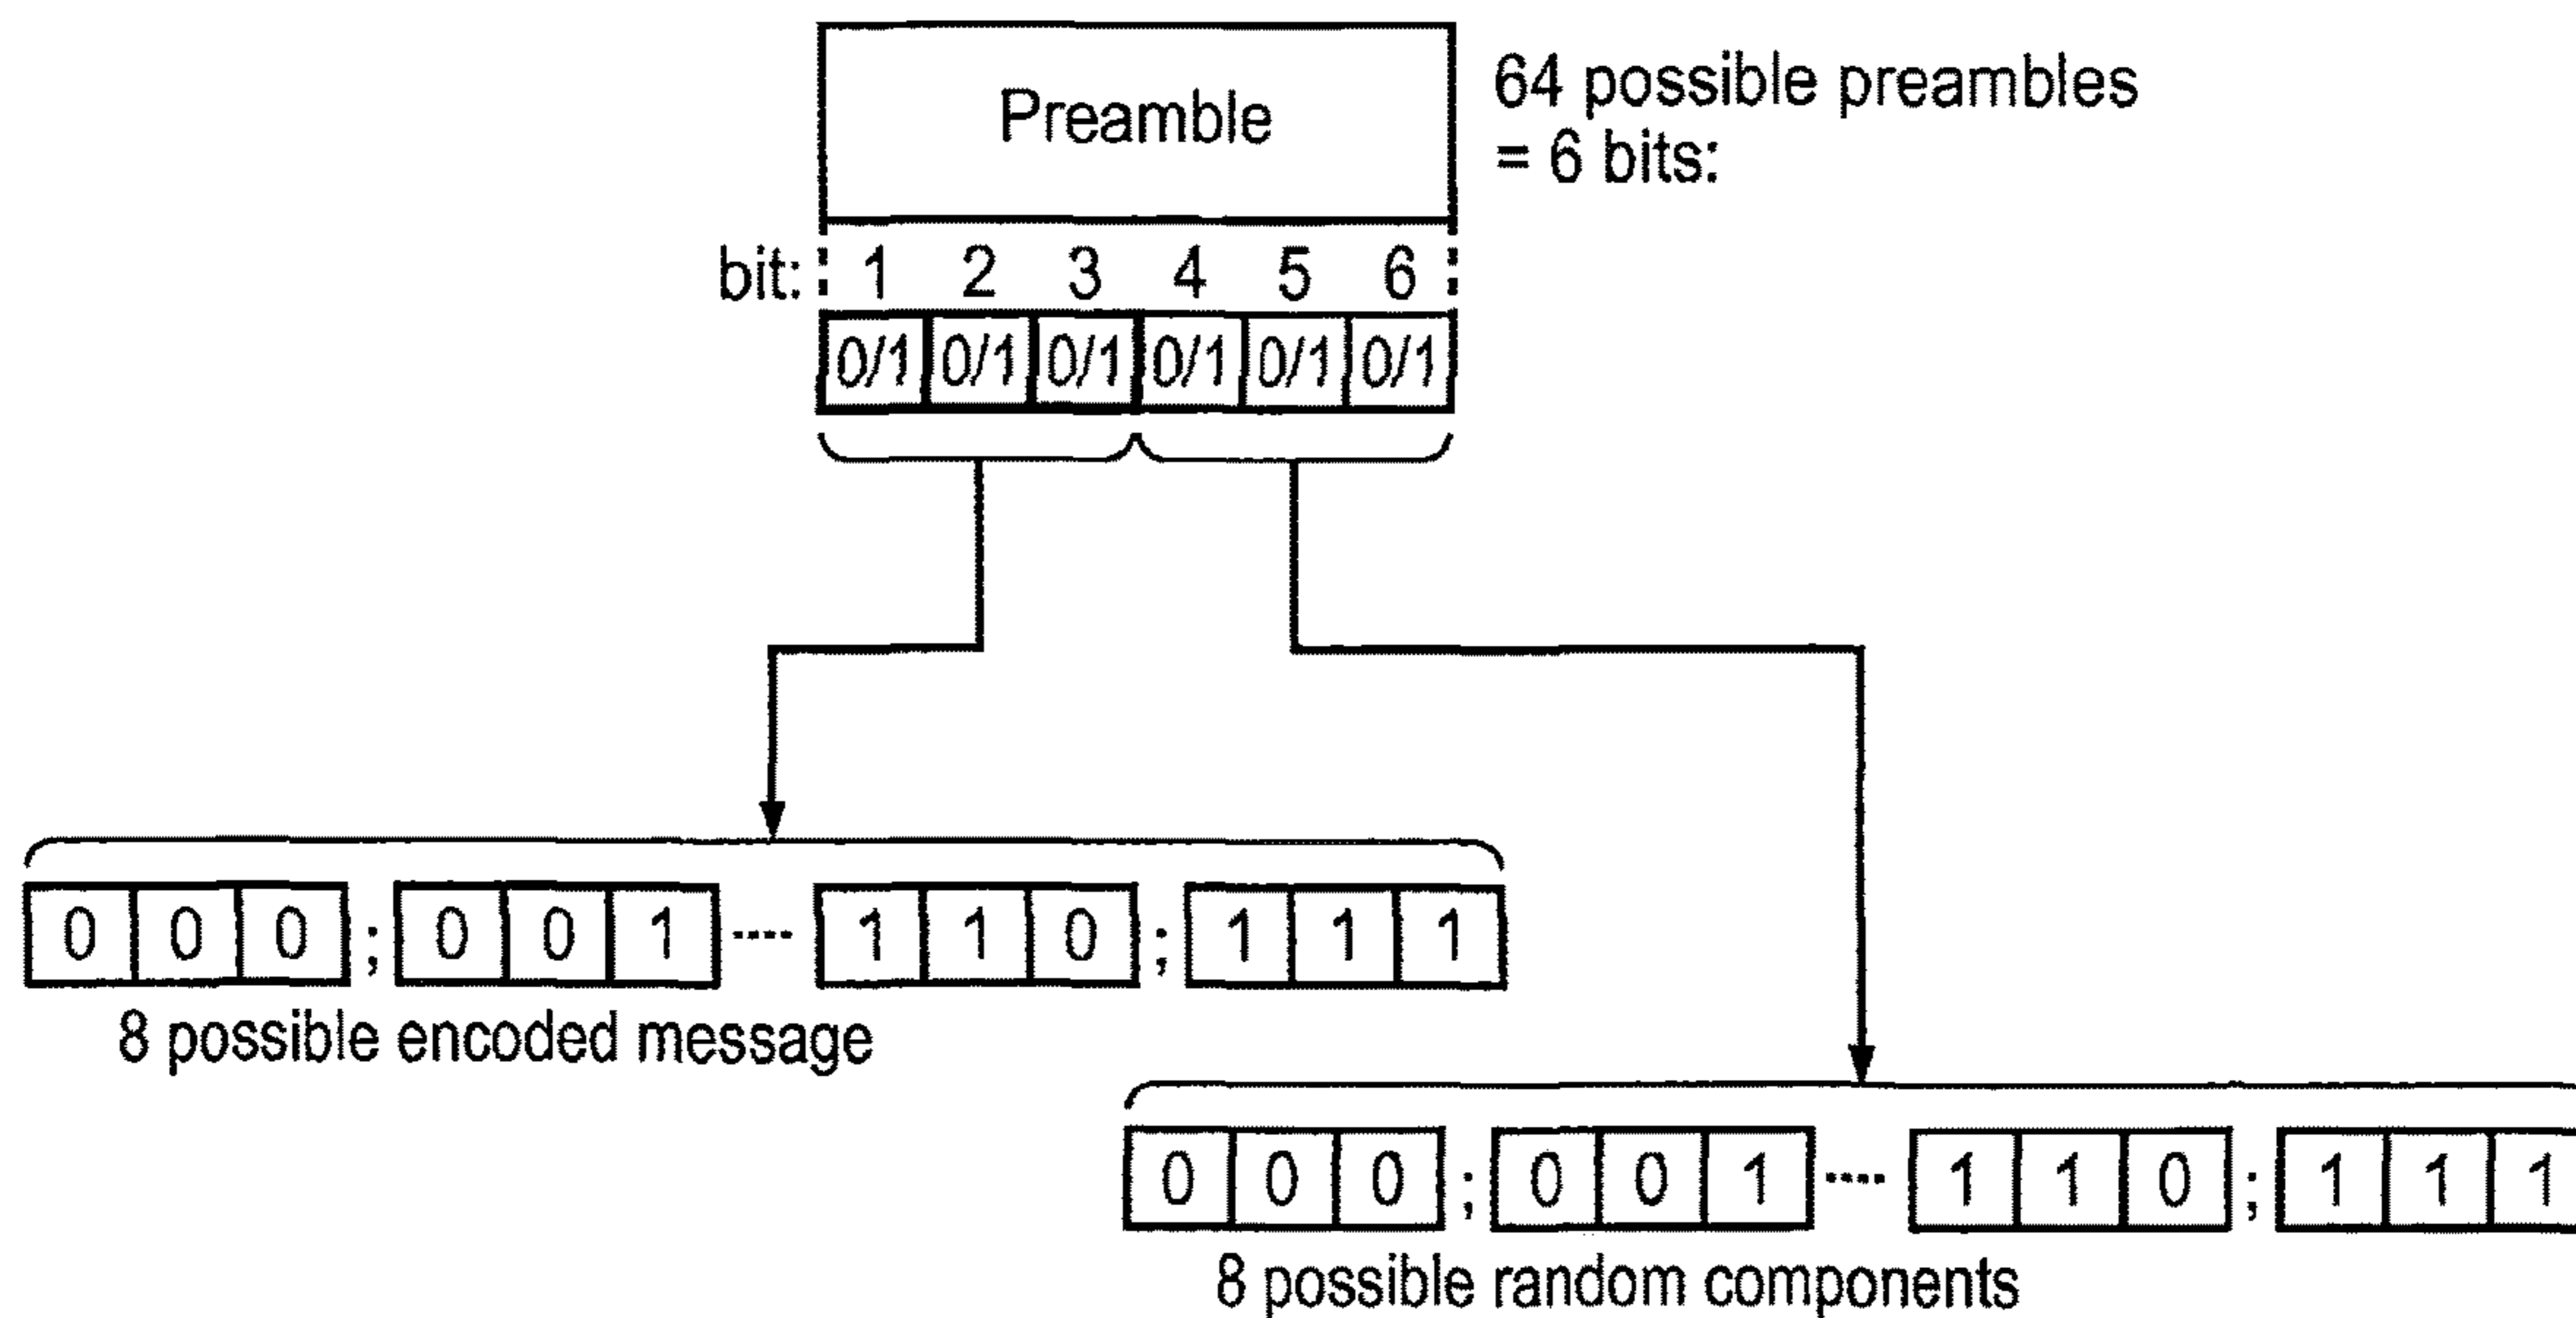 Preamble
64 possible preambles
= 6 bits:
bit: 1 2 3 4 5 6
0/1 0/1 0/1 0/1 0/1 0/1
0 0 0 ; 0 0 1 ---- 1 1 0 ; 1 1 1
8 possible encoded message
0 0 0 ; 0 0 1 ---- 1 1 0 ; 1 1 1
8 possible random components